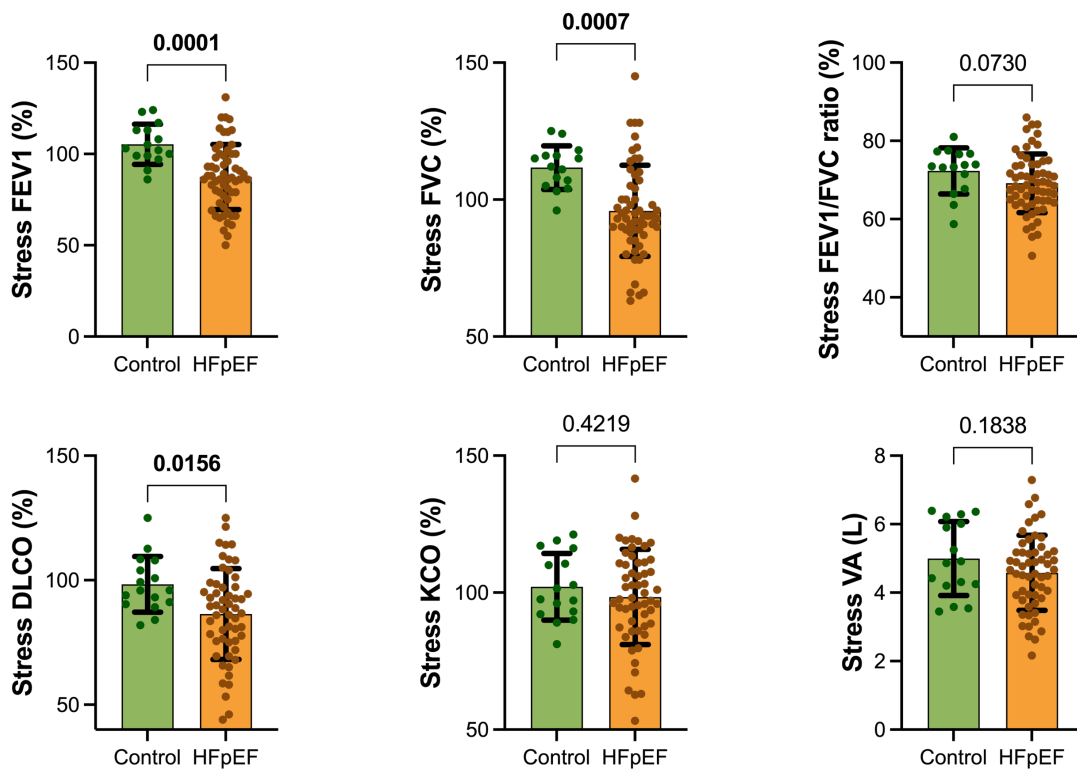 0.0001
150
100
50
0
Stress FEV1 (%)
Control HFpEF
0.0007
150
100
50
Stress FVC (%)
Control HFpEF
0.0730
100
80
60
40
Stress FEV1/FVC ratio (%)
Control HFpEF
0.0156
150
100
50
Stress DLCO (%)
Control HFpEF
0.4219
150
100
50
Stress KCO (%)
Control HFpEF
0.1838
8
6
4
2
0
Stress VA (L)
Control HFpEF